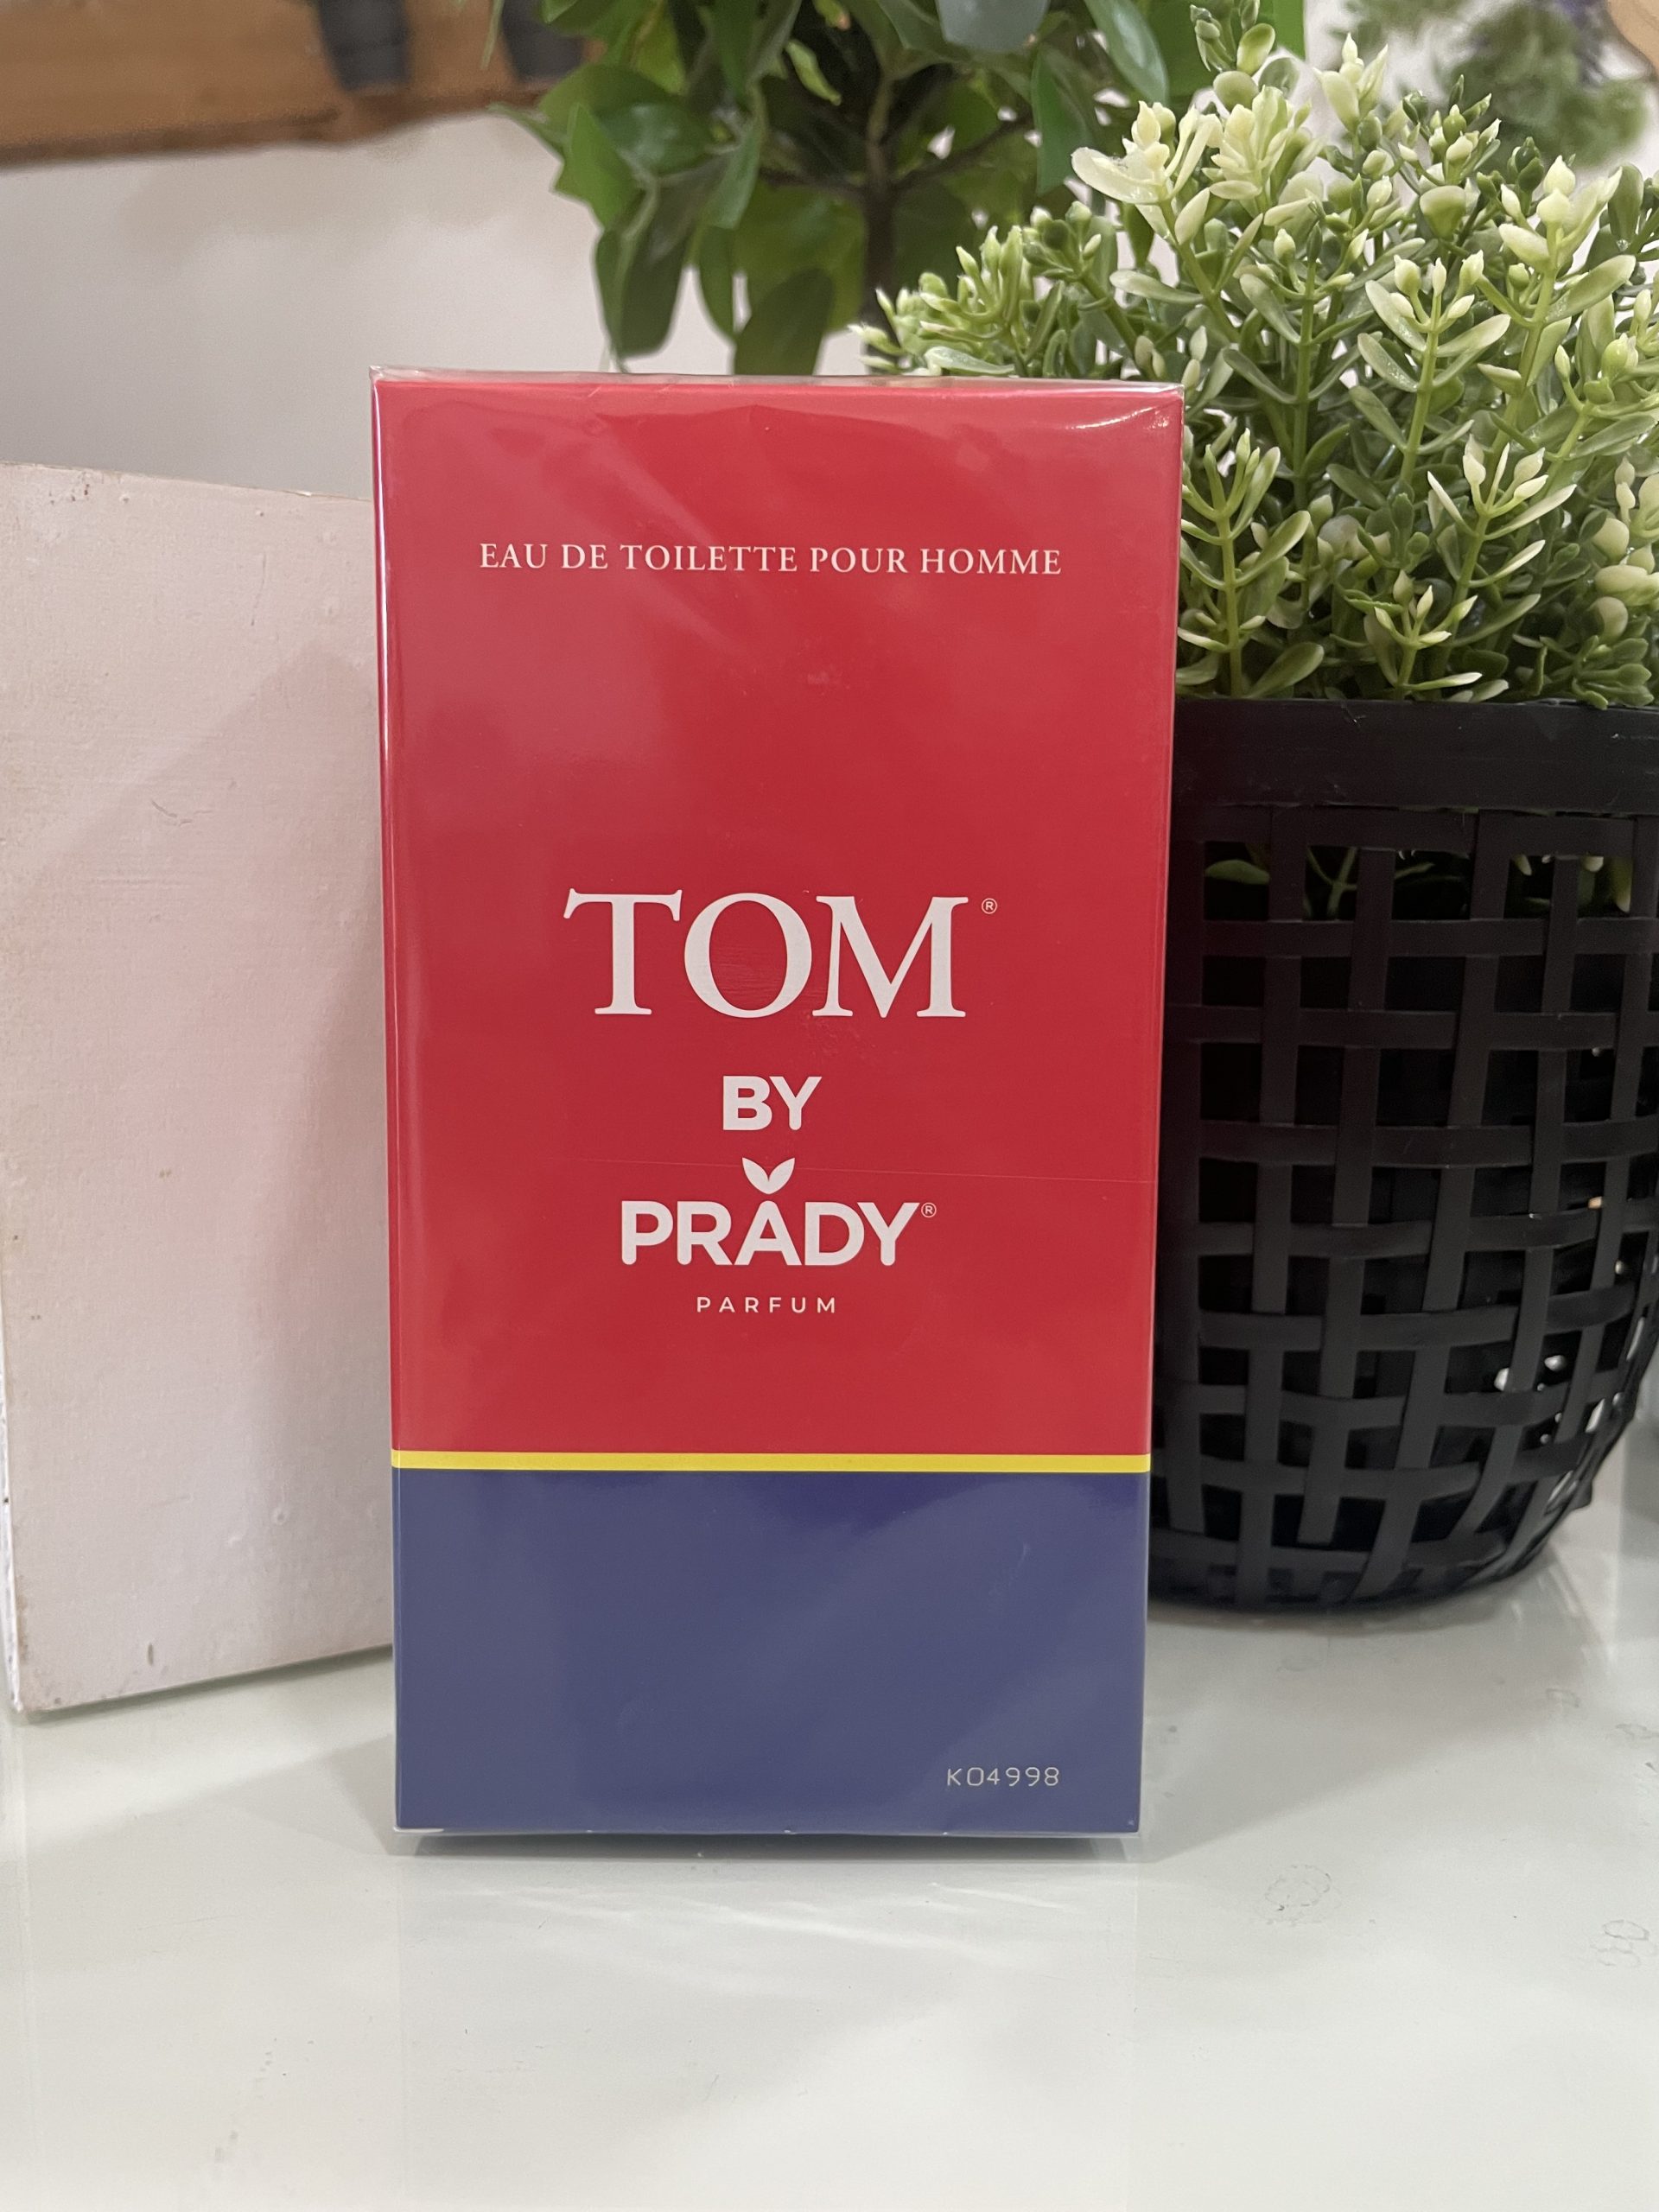 EAU DE TOILETTE POUR HOMME
TOM®
BY
PRADY®
PARFUM
K04998